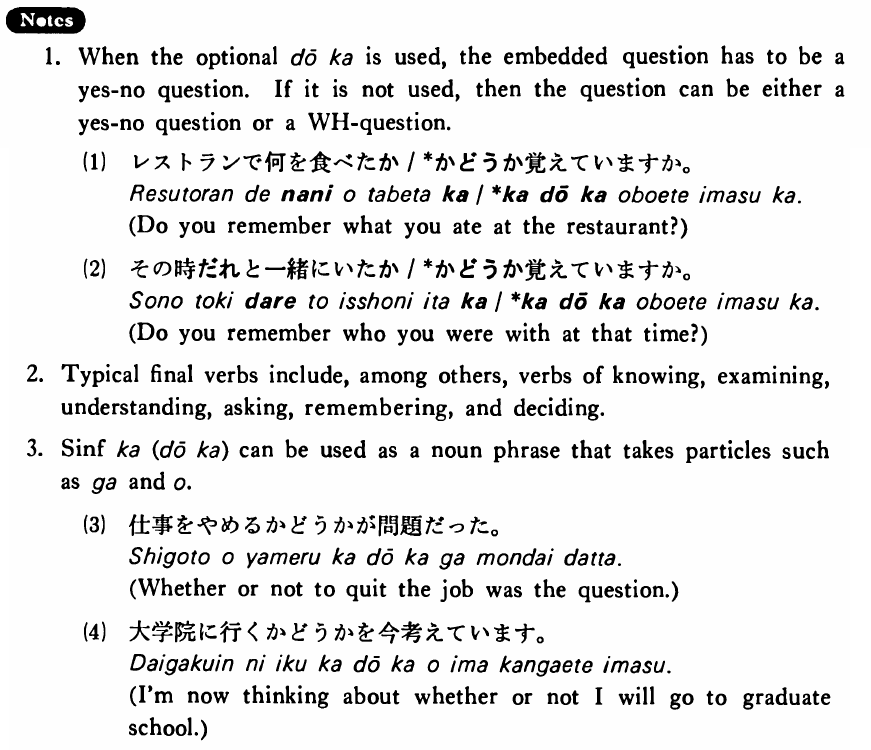 Notes
1. When the optional dō ka is used, the embedded question has to be a
yes-no question. If it is not used, then the question can be either a
yes-no question or a WH-question.
(1) レストランで何を食べたか / *かどうか覚えていますか。
Resutoran de nani o tabeta ka / *ka dō ka oboete imasu ka.
(Do you remember what you ate at the restaurant?)
(2) その時だれと一緒にいたか / *かどうか覚えていますか。
Sono toki dare to isshoni ita ka / *ka dō ka oboete imasu ka.
(Do you remember who you were with at that time?)
2. Typical final verbs include, among others, verbs of knowing, examining,
understanding, asking, remembering, and deciding.
3. Sinf ka (dō ka) can be used as a noun phrase that takes particles such
as ga and o.
(3) 仕事をやめるかどうかが問題だった。
Shigoto o yameru ka dō ka ga mondai datta.
(Whether or not to quit the job was the question.)
(4) 大学院に行くかどうかを今考えています。
Daigakuin ni iku ka dō ka o ima kangaete imasu.
(I'm now thinking about whether or not I will go to graduate
school.)